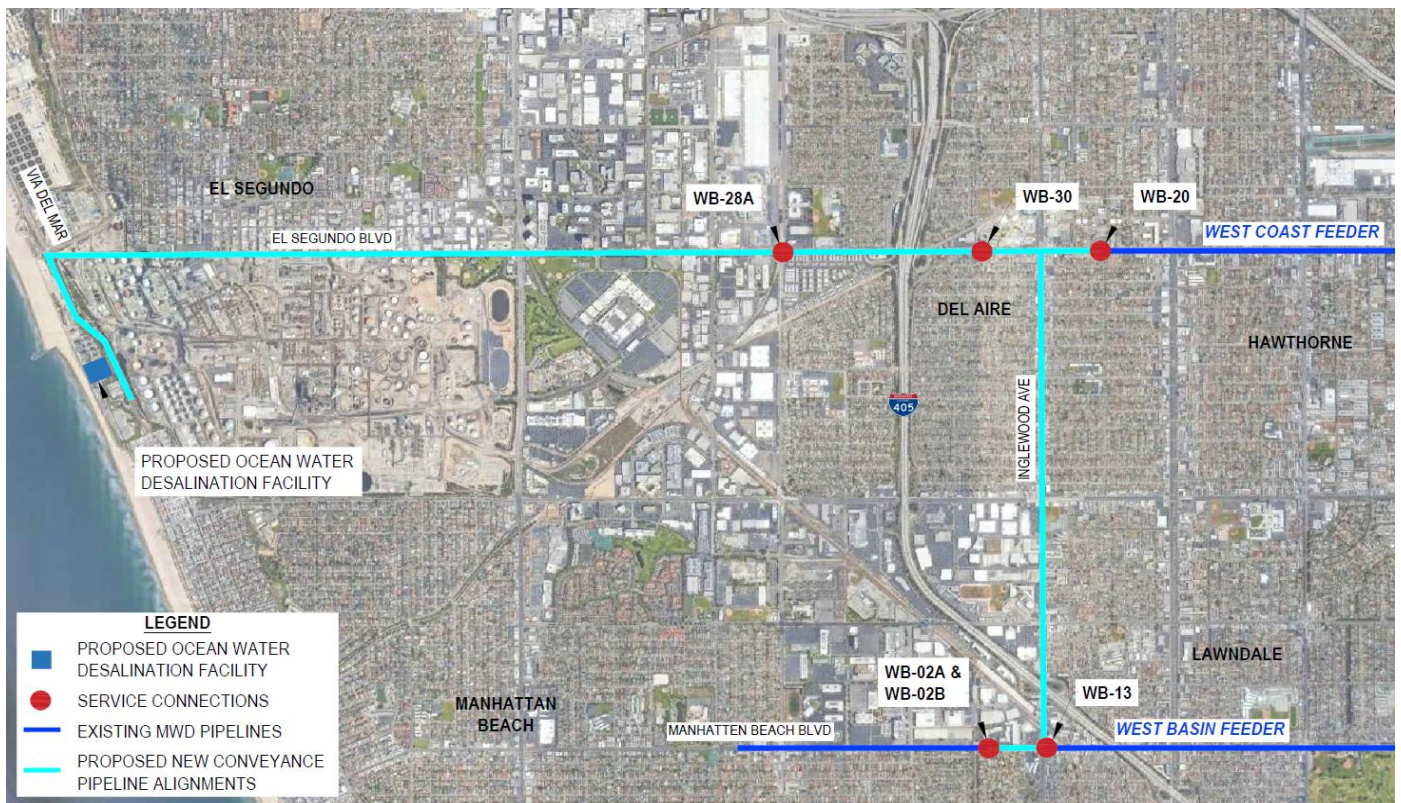 VIA DEL MAR
EL SEGUNDO
EL SEGUNDO BLVD
WB-28A
WB-30
WB-20
WEST COAST FEEDER
DEL AIRE
HAWTHORNE
405
INGLEWOOD AVE
PROPOSED OCEAN WATER
DESALINATION FACILITY
LEGEND
PROPOSED OCEAN WATER
DESALINATION FACILITY
SERVICE CONNECTIONS
EXISTING MWD PIPELINES
PROPOSED NEW CONVEYANCE
PIPELINE ALIGNMENTS
MANHATTAN
BEACH
MANHATTEN BEACH BLVD
WB-02A &
WB-02B
WB-13
LAWNDALE
WEST BASIN FEEDER